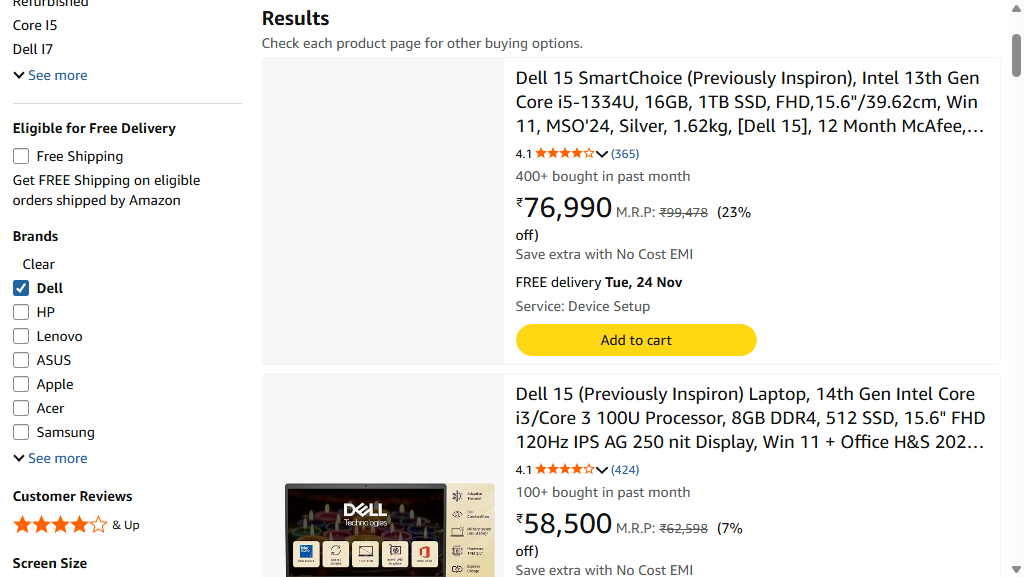 Refurbished
Core I5
Dell I7
See more
Eligible for Free Delivery
Free Shipping
Get FREE Shipping on eligible
orders shipped by Amazon
Brands
Clear
Dell
HP
Lenovo
ASUS
Apple
Acer
Samsung
See more
Customer Reviews
& Up
Screen Size
Results
Check each product page for other buying options.
Dell 15 SmartChoice (Previously Inspiron), Intel 13th Gen
Core i5-1334U, 16GB, 1TB SSD, FHD,15.6"/39.62cm, Win
11, MSO'24, Silver, 1.62kg, [Dell 15], 12 Month McAfee,…
4.1 (365)
400+ bought in past month
₹76,990 M.R.P: ₹99,478 (23%
off)
Save extra with No Cost EMI
FREE delivery Tue, 24 Nov
Service: Device Setup
Add to cart
Dell 15 (Previously Inspiron) Laptop, 14th Gen Intel Core
i3/Core 3 100U Processor, 8GB DDR4, 512 SSD, 15.6" FHD
120Hz IPS AG 250 nit Display, Win 11 + Office H&S 202…
4.1 (424)
100+ bought in past month
₹58,500 M.R.P: ₹62,598 (7%
off)
Save extra with No Cost EMI
DELL
Technologies